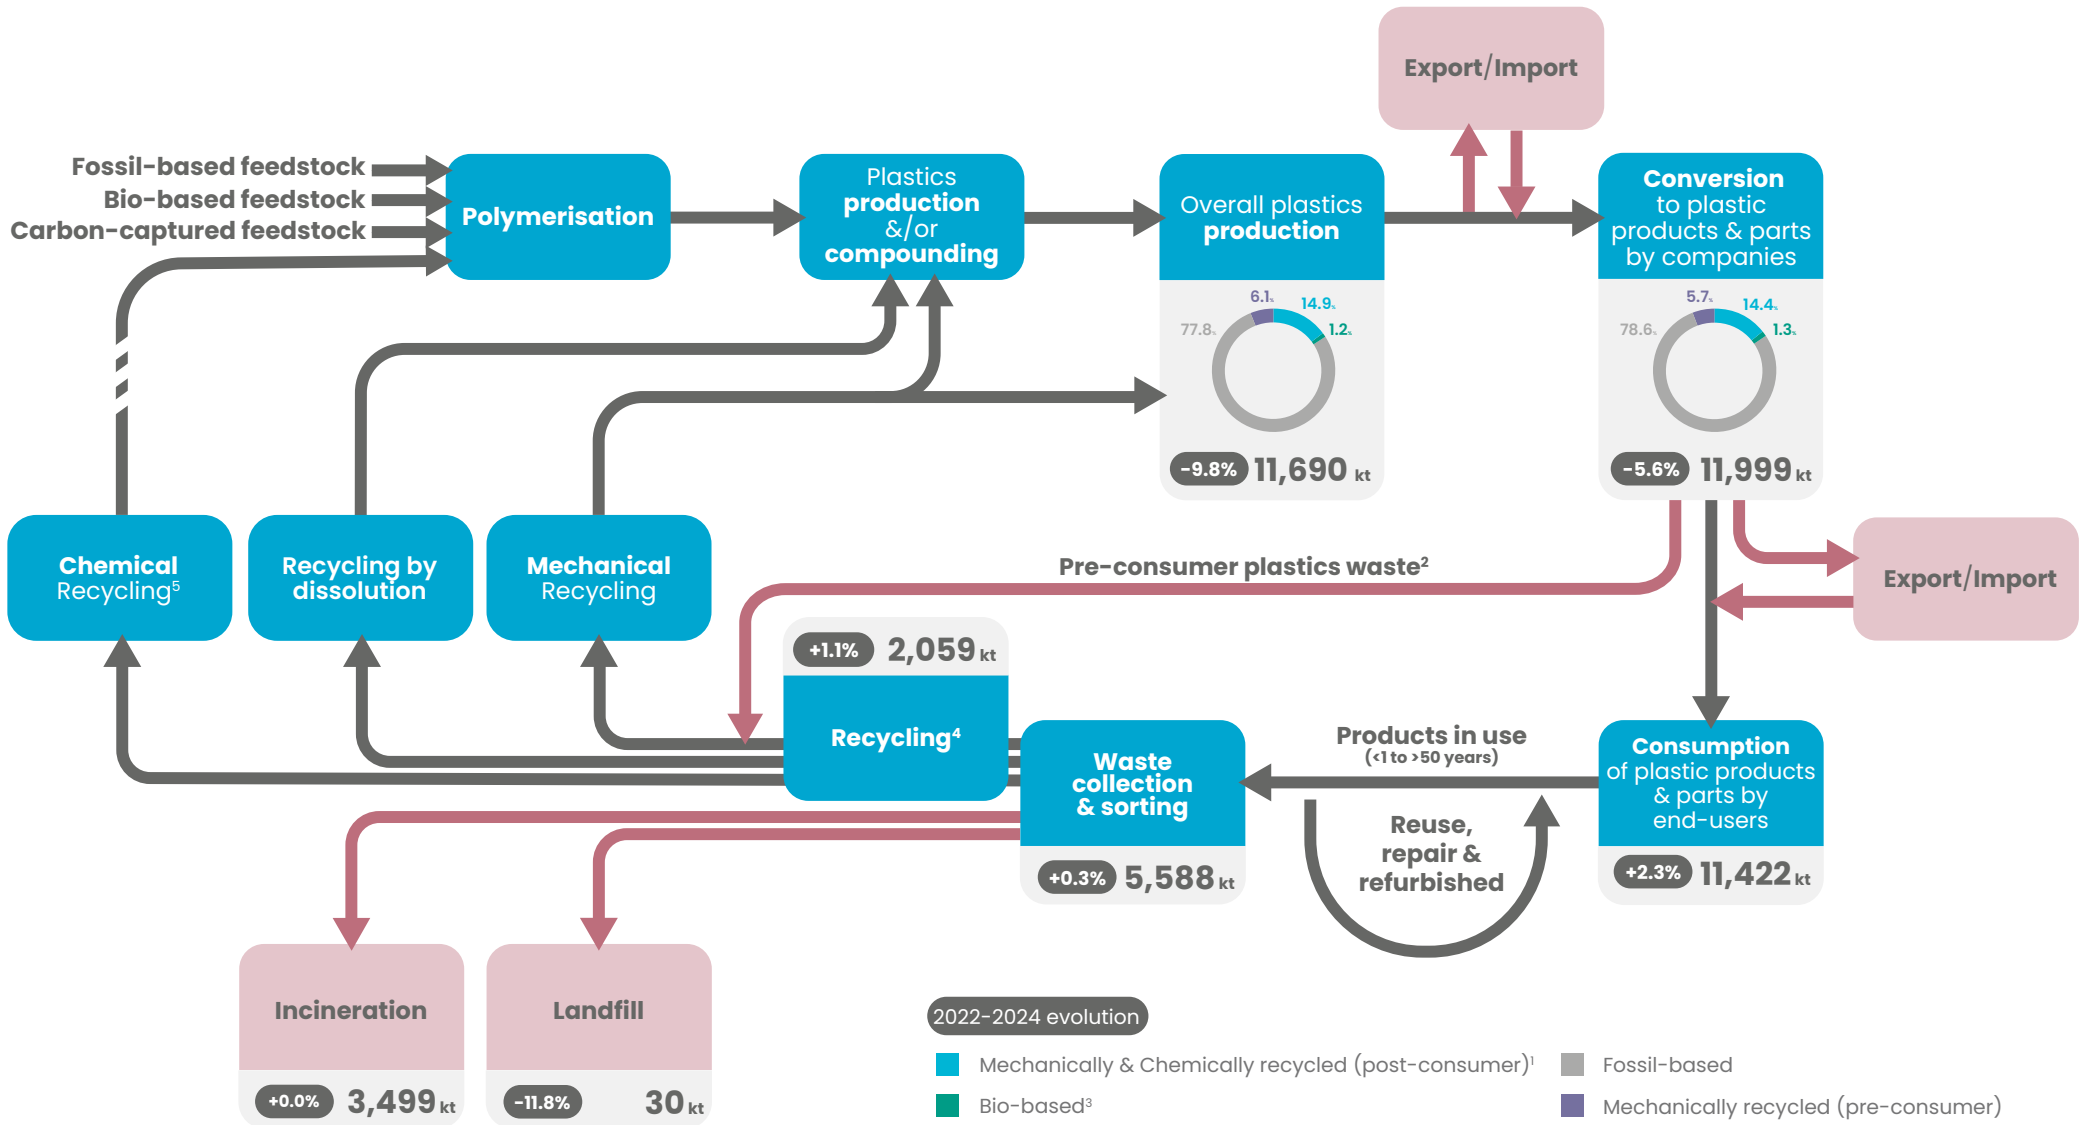 Export/Import
Fossil-based feedstock
Bio-based feedstock
Carbon-captured feedstock
Polymerisation
Plastics
production
&/or
compounding
Overall plastics
production
6.1%
14.9%
77.8%
1.2%
-9.8% 11,690 kt
Conversion
to plastic
products & parts
by companies
5.7%
14.4%
78.6%
1.3%
-5.6% 11,999 kt
Chemical
Recycling⁵
Recycling by
dissolution
Mechanical
Recycling
Pre-consumer plastics waste²
Export/Import
+1.1% 2,059 kt
Recycling⁴
Waste
collection
& sorting
+0.3% 5,588 kt
Products in use
(<1 to >50 years)
Reuse,
repair &
refurbished
Consumption
of plastic products
& parts by
end-users
+2.3% 11,422 kt
Incineration
+0.0% 3,499 kt
Landfill
-11.8% 30 kt
2022-2024 evolution
Mechanically & Chemically recycled (post-consumer)¹
Fossil-based
Bio-based³
Mechanically recycled (pre-consumer)